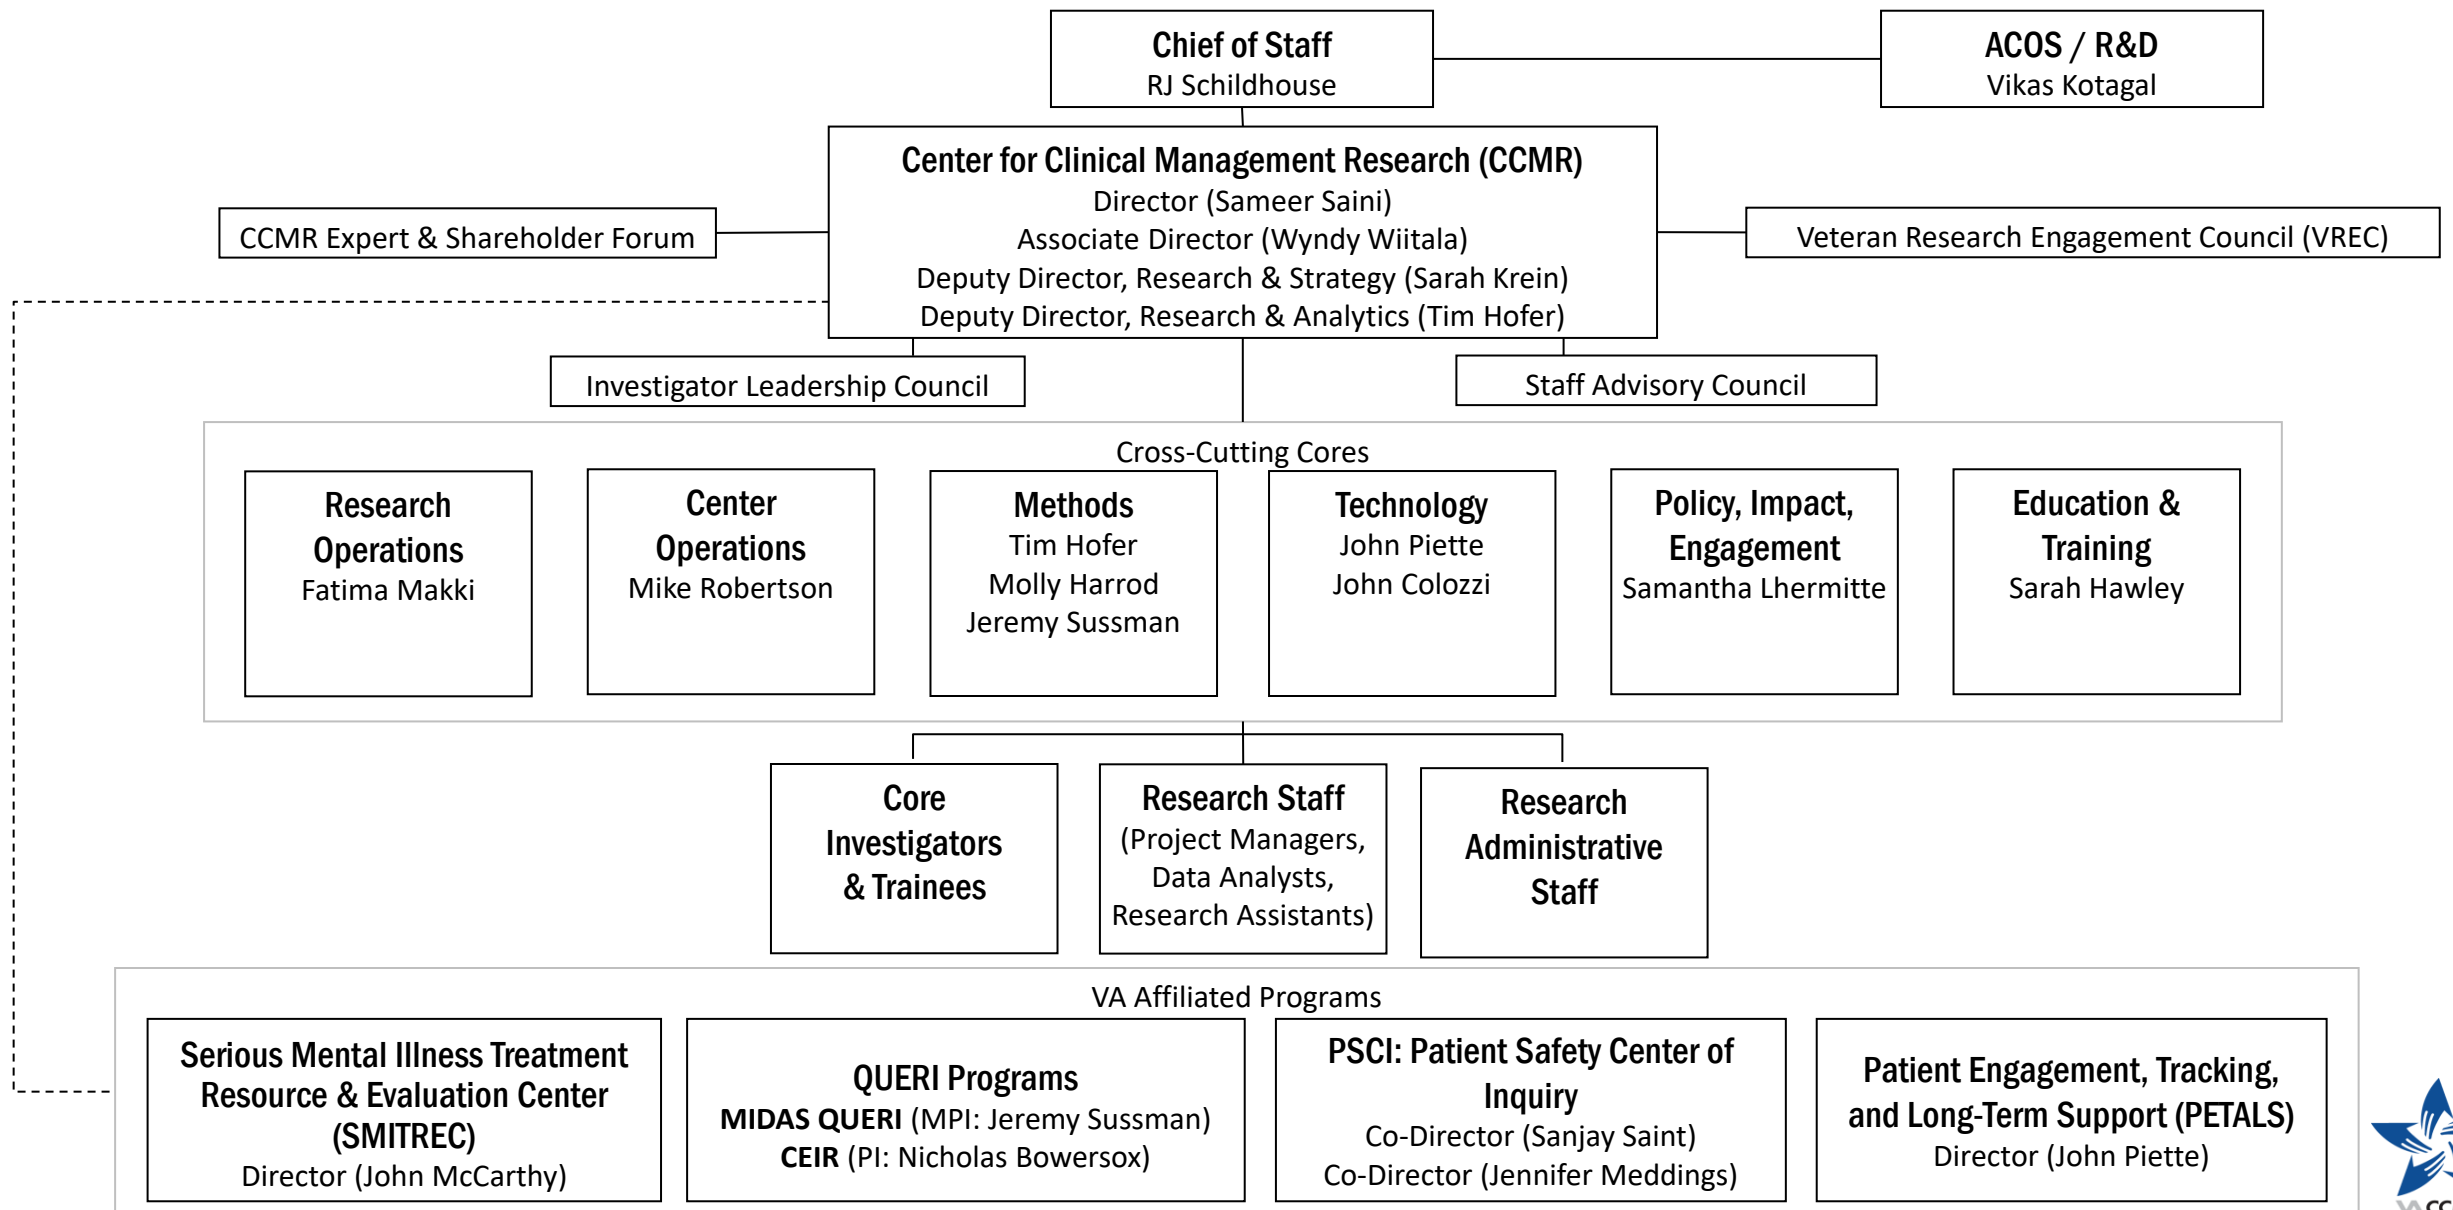 Chief of Staff
RJ Schildhouse
ACOS / R&D
Vikas Kotagal
Center for Clinical Management Research (CCMR)
Director (Sameer Saini)
Associate Director (Wyndy Wiitala)
Deputy Director, Research & Strategy (Sarah Krein)
Deputy Director, Research & Analytics (Tim Hofer)
CCMR Expert & Shareholder Forum
Veteran Research Engagement Council (VREC)
Investigator Leadership Council
Staff Advisory Council
Cross-Cutting Cores
Research
Operations
Fatima Makki
Center
Operations
Mike Robertson
Methods
Tim Hofer
Molly Harrod
Jeremy Sussman
Technology
John Piette
John Colozzi
Policy, Impact,
Engagement
Samantha Lhermitte
Education &
Training
Sarah Hawley
Core
Investigators
& Trainees
Research Staff
(Project Managers,
Data Analysts,
Research Assistants)
Research
Administrative
Staff
VA Affiliated Programs
Serious Mental Illness Treatment
Resource & Evaluation Center
(SMITREC)
Director (John McCarthy)
QUERI Programs
MIDAS QUERI (MPI: Jeremy Sussman)
CEIR (PI: Nicholas Bowersox)
PSCI: Patient Safety Center of
Inquiry
Co-Director (Sanjay Saint)
Co-Director (Jennifer Meddings)
Patient Engagement, Tracking,
and Long-Term Support (PETALS)
Director (John Piette)